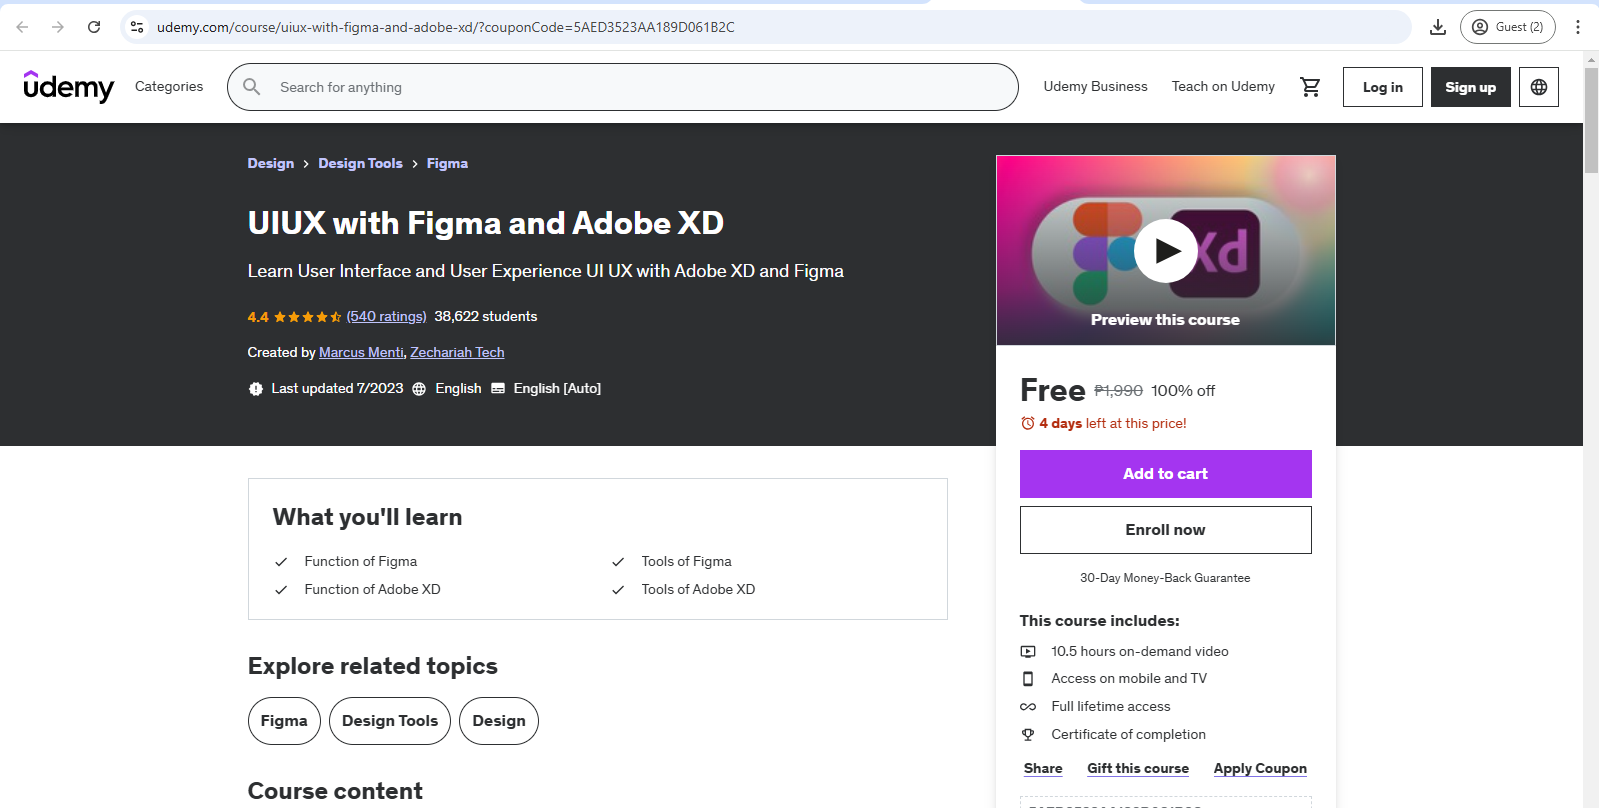 udemy.com/course/uiux-with-figma-and-adobe-xd/?couponCode=5AED3523AA189D061B2C
Guest (2)
ûdemy
Categories
Search for anything
Udemy Business
Teach on Udemy
Log in
Sign up
Design > Design Tools > Figma
UIUX with Figma and Adobe XD
Learn User Interface and User Experience UI UX with Adobe XD and Figma
4.4 (540 ratings) 38,622 students
Created by Marcus Menti, Zechariah Tech
Last updated 7/2023 English English [Auto]
Xd
Preview this course
Free ₱1,990 100% off
4 days left at this price!
Add to cart
Enroll now
30-Day Money-Back Guarantee
This course includes:
10.5 hours on-demand video
Access on mobile and TV
Full lifetime access
Certificate of completion
Share Gift this course Apply Coupon
What you'll learn
Function of Figma
Tools of Figma
Function of Adobe XD
Tools of Adobe XD
Explore related topics
Figma
Design Tools
Design
Course content